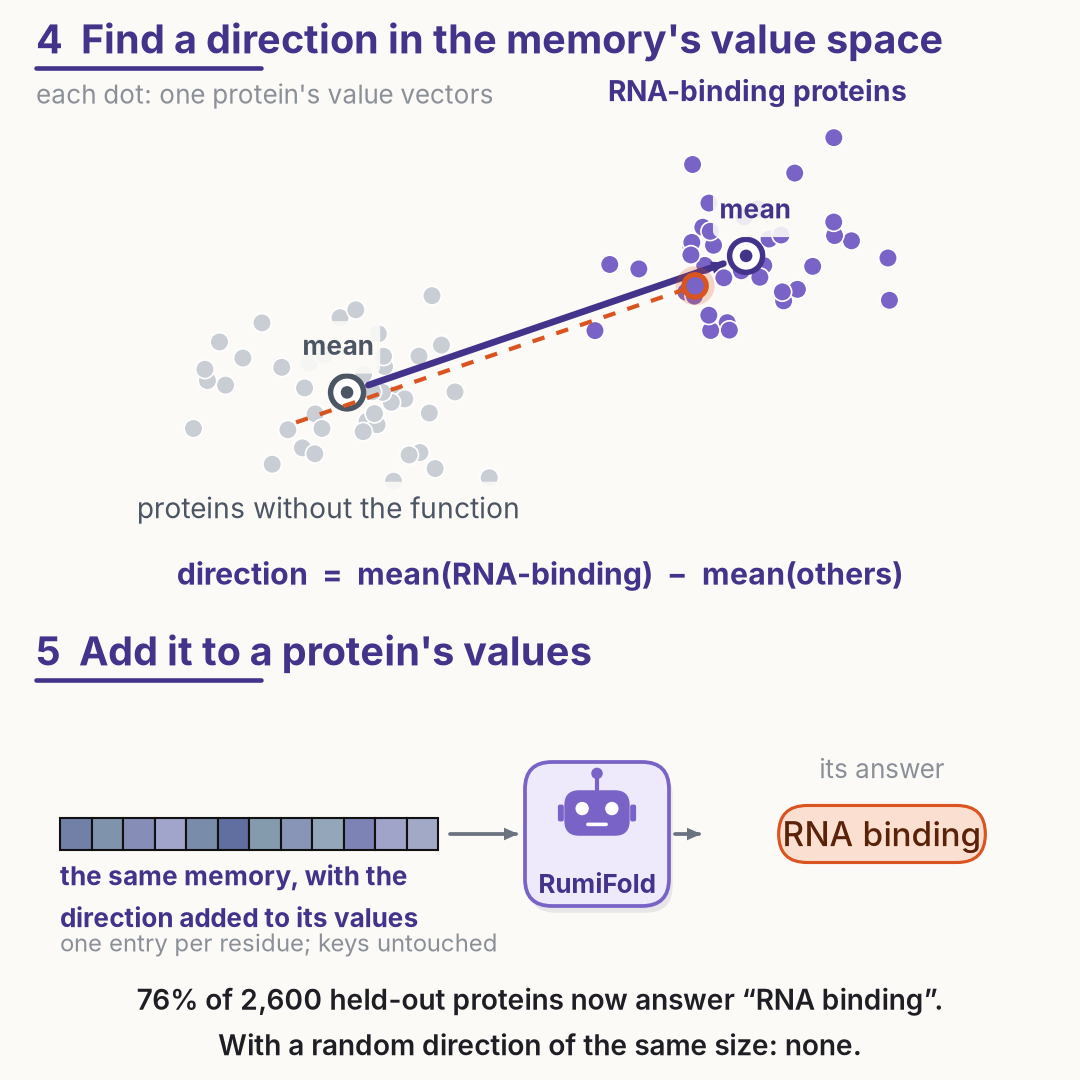 4 Find a direction in the memory's value space
each dot: one protein's value vectors
RNA-binding proteins
mean
mean
proteins without the function
direction = mean(RNA-binding) − mean(others)
5 Add it to a protein's values
its answer
RNA binding
RumiFold
the same memory, with the
direction added to its values
one entry per residue; keys untouched
76% of 2,600 held-out proteins now answer “RNA binding”.
With a random direction of the same size: none.